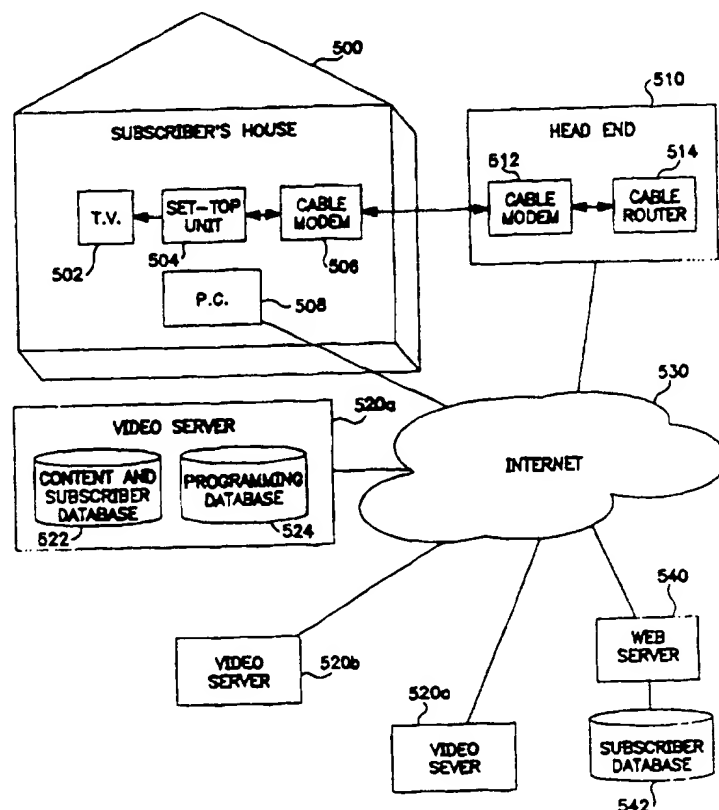 500
510
SUBSCRIBER'S HOUSE
HEAD END
512
514
T.V.
SET-TOP
UNIT
CABLE
MODEM
CABLE
MODEM
CABLE
ROUTER
502
504
506
P.C.
508
530
520a
VIDEO SERVER
INTERNET
CONTENT AND
SUBSCRIBER
DATABASE
PROGRAMMING
DATABASE
522
524
540
WEB
SERVER
VIDEO
SERVER
520b
520a
VIDEO
SEVER
SUBSCRIBER
DATABASE
542